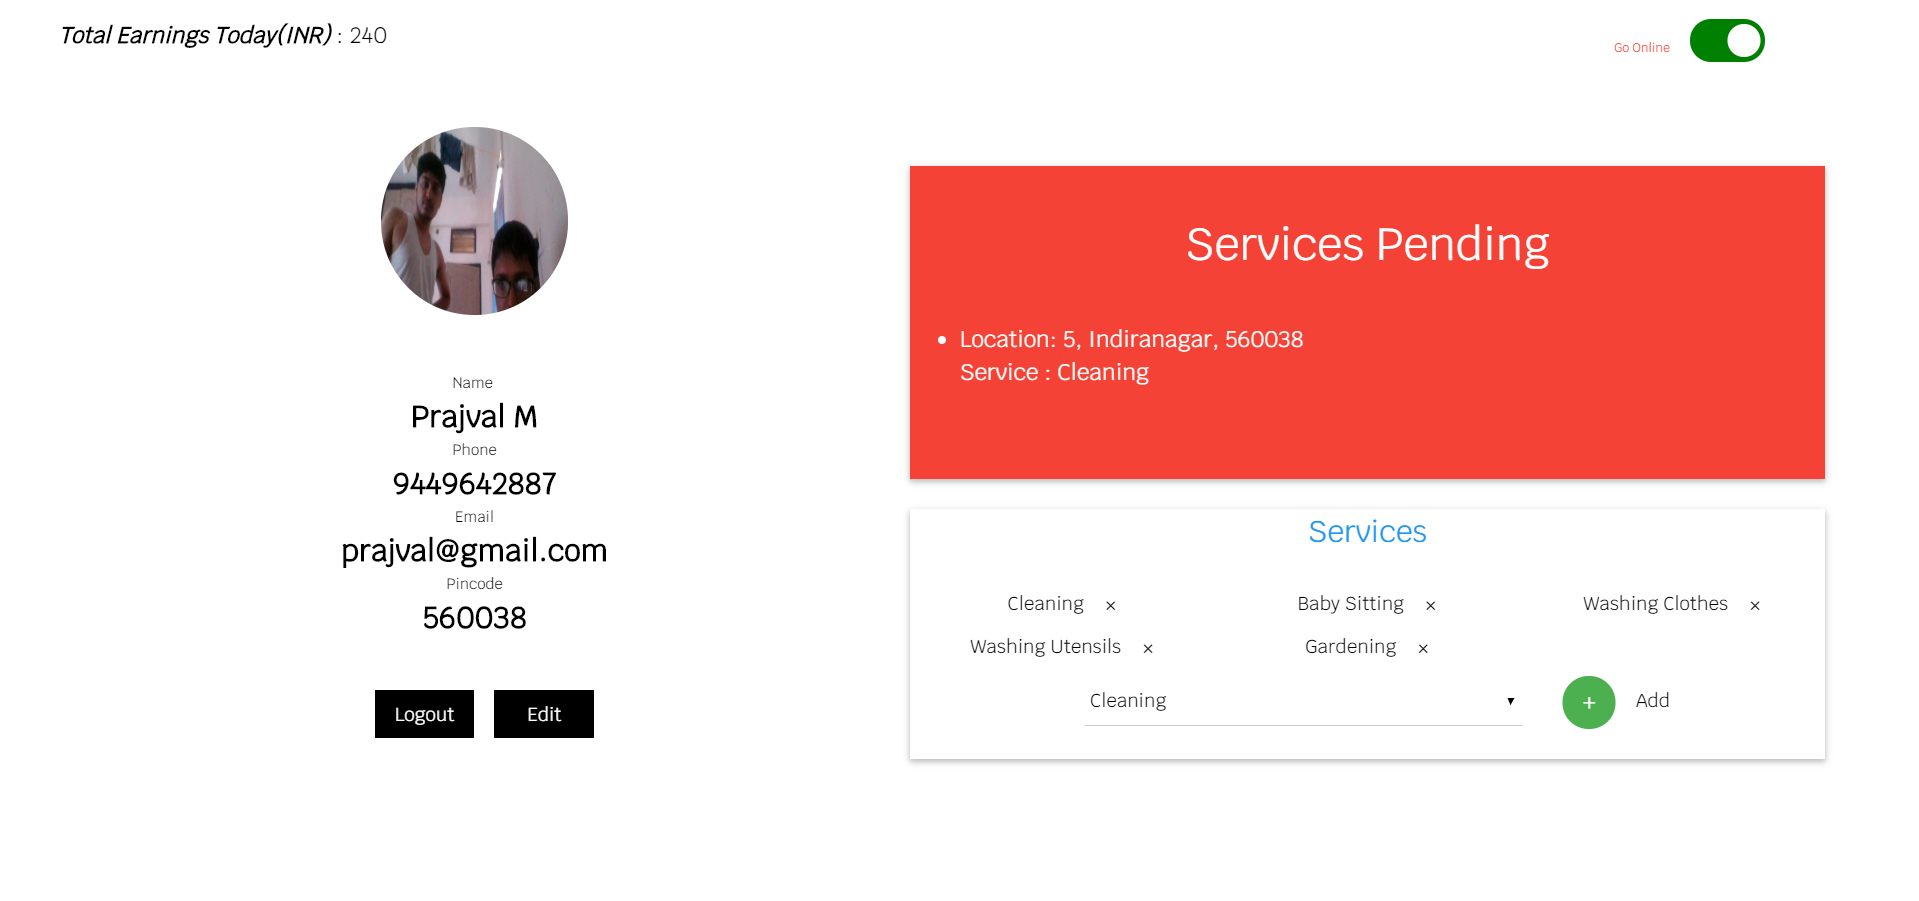 Total Earnings Today(INR) : 240
Go Online
Name
Prajval M
Phone
9449642887
Email
prajval@gmail.com
Pincode
560038
Logout Edit
Services Pending
Location: 5, Indiranagar, 560038
Service : Cleaning
Services
Cleaning × Baby Sitting × Washing Clothes ×
Washing Utensils × Gardening ×
Cleaning ▼ + Add